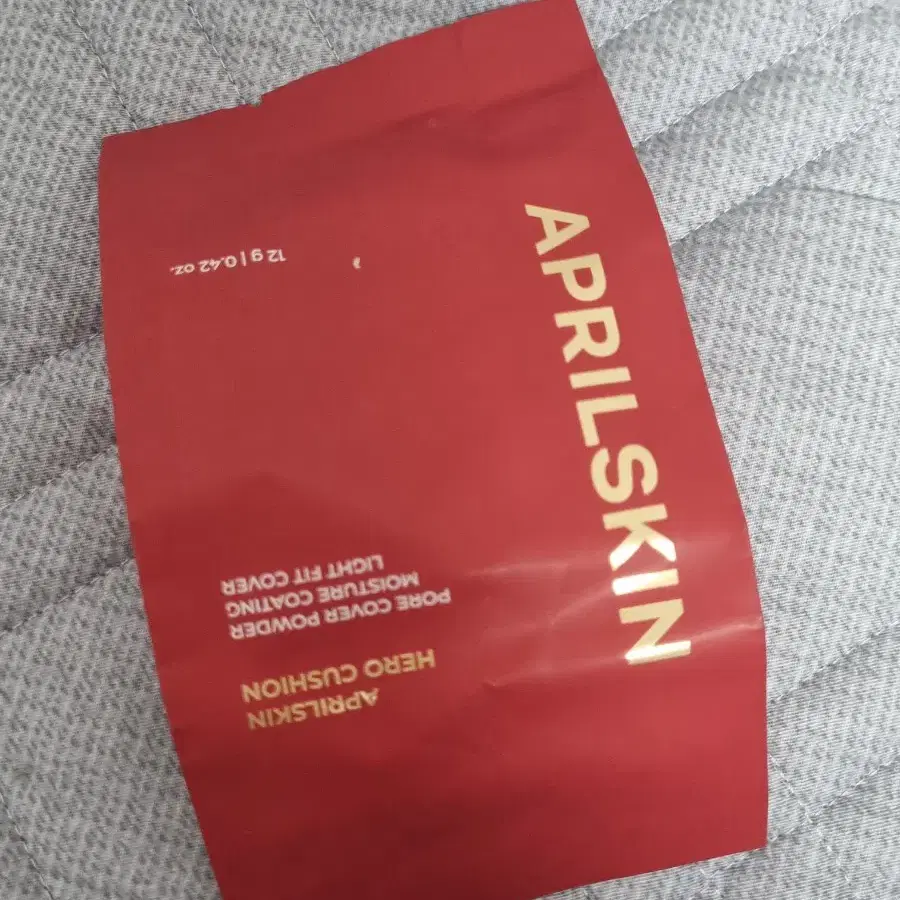 APRILSKIN
APRILSKIN
HERO CUSHION
PORE COVER POWDER
MOISTURE COATING
LIGHT FIT COVER
12 g | 0.42 oz.